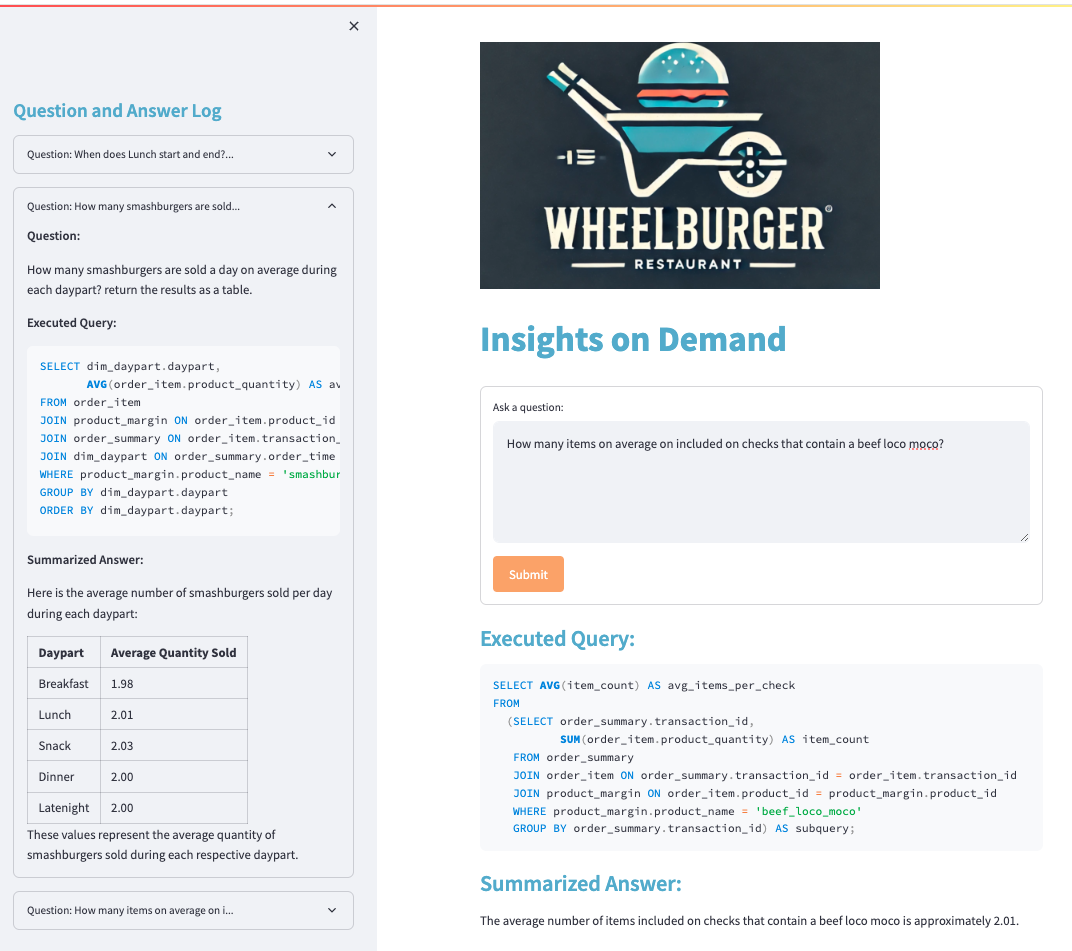 Question and Answer Log
Question: When does Lunch start and end?...
Question: How many smashburgers are sold...
Question:
How many smashburgers are sold a day on average during
each daypart? return the results as a table.
Executed Query:
SELECT dim_daypart.daypart,
AVG(order_item.product_quantity) AS av
FROM order_item
JOIN product_margin ON order_item.product_id
JOIN order_summary ON order_item.transaction_
JOIN dim_daypart ON order_summary.order_time
WHERE product_margin.product_name = 'smashbur
GROUP BY dim_daypart.daypart
ORDER BY dim_daypart.daypart;
Summarized Answer:
Here is the average number of smashburgers sold per day
during each daypart:
Daypart Average Quantity Sold
Breakfast 1.98
Lunch 2.01
Snack 2.03
Dinner 2.00
Latenight 2.00
These values represent the average quantity of
smashburgers sold during each respective daypart.
Question: How many items on average on i...
WHEELBURGER
RESTAURANT
Insights on Demand
Ask a question:
How many items on average on included on checks that contain a beef loco moco?
Submit
Executed Query:
SELECT AVG(item_count) AS avg_items_per_check
FROM
(SELECT order_summary.transaction_id,
SUM(order_item.product_quantity) AS item_count
FROM order_summary
JOIN order_item ON order_summary.transaction_id = order_item.transaction_id
JOIN product_margin ON order_item.product_id = product_margin.product_id
WHERE product_margin.product_name = 'beef_loco_moco'
GROUP BY order_summary.transaction_id) AS subquery;
Summarized Answer:
The average number of items included on checks that contain a beef loco moco is approximately 2.01.